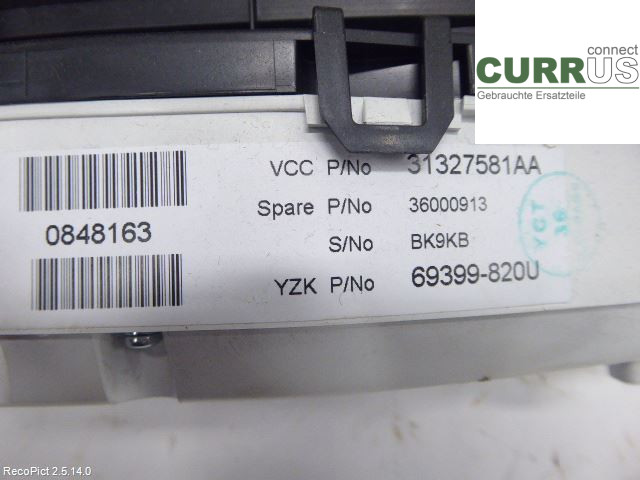 connect
CURRUS
Gebrauchte Ersatzteile
VCC P/No 31327581AA
Spare P/No 36000913
S/No BK9KB
YZK P/No 69399-820U
0848163
YGT
RecoPict 2.5.14.0